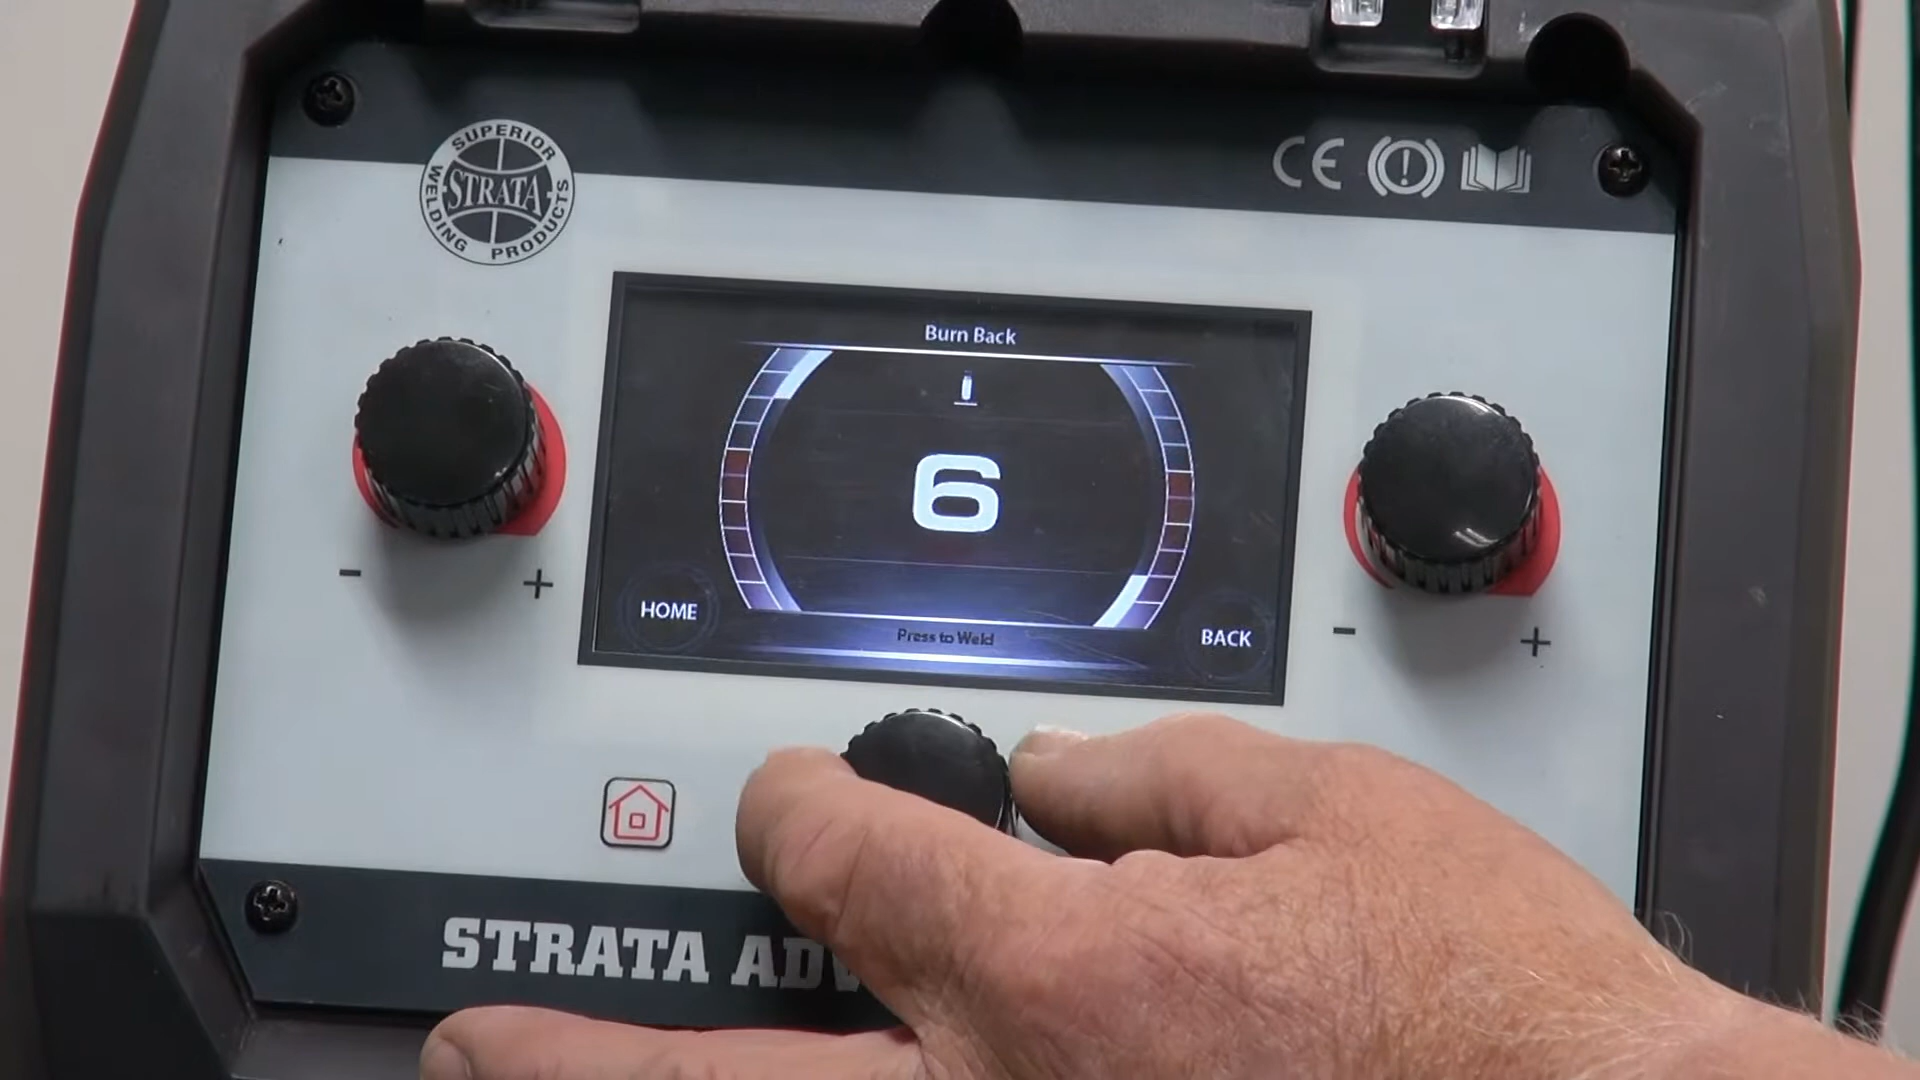 SUPERIOR
STRATA
WELDING PRODUCTS
CE
Burn Back
6
HOME
Press to Weld
BACK
- +
- +
STRATA ADV